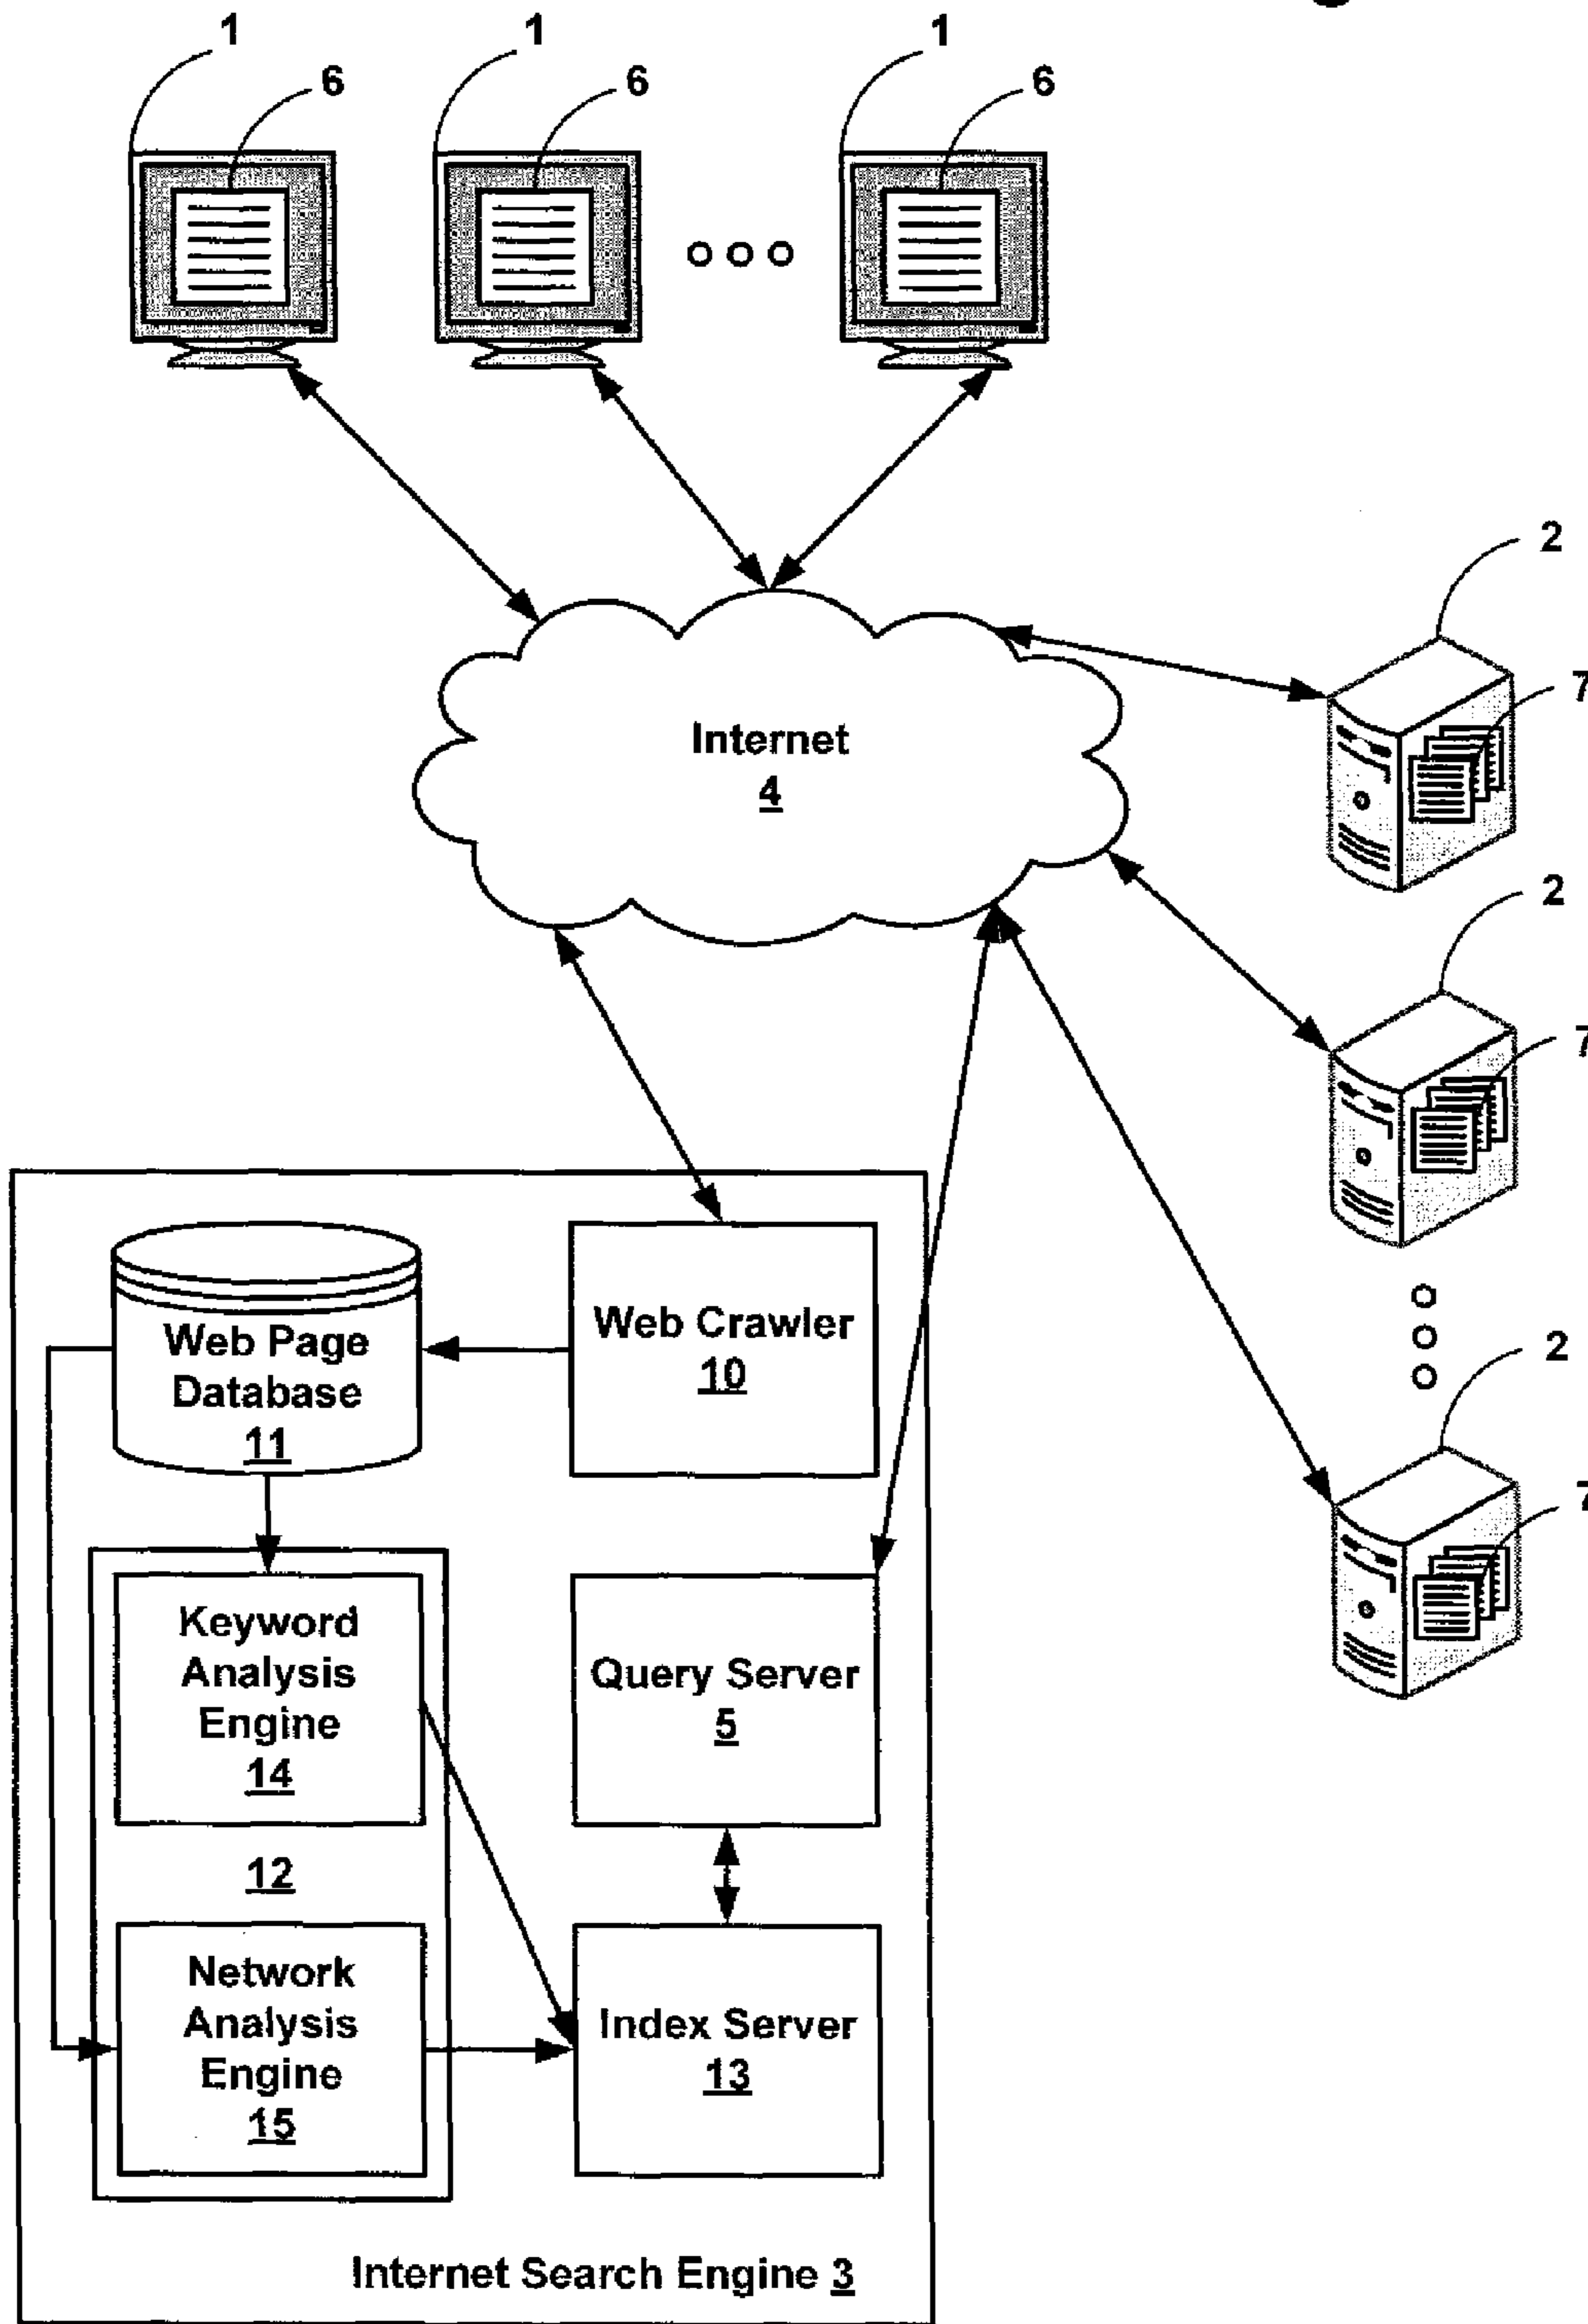 1
1
1
6
6
6
2
7
Internet
4
2
7
2
7
Web Crawler
10
Web Page
Database
11
Keyword
Analysis
Engine
14
Query Server
5
12
Network
Analysis
Engine
15
Index Server
13
Internet Search Engine 3